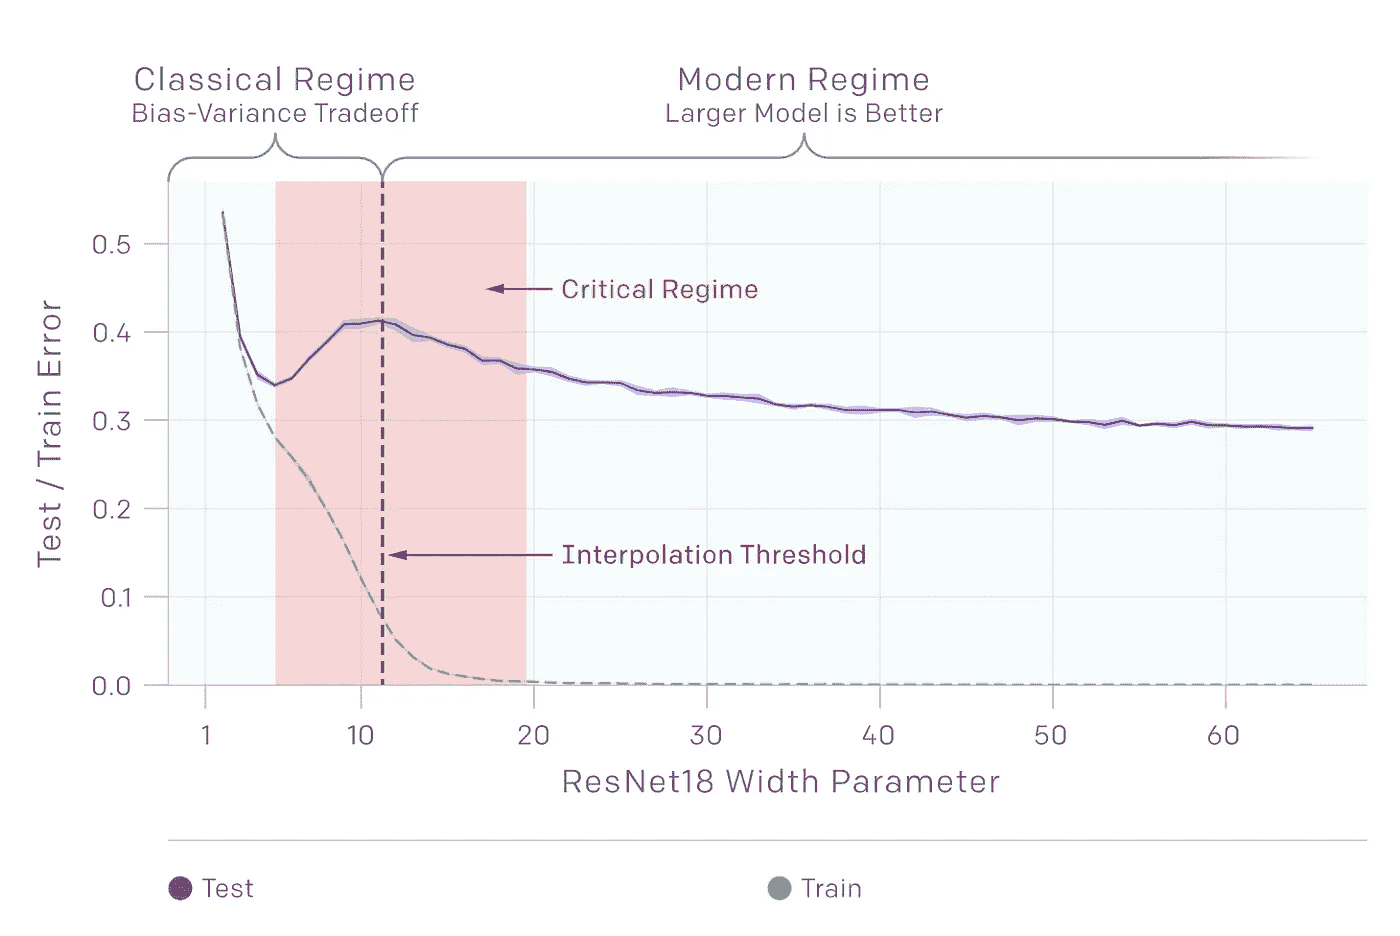 Classical Regime
Bias-Variance Tradeoff
Modern Regime
Larger Model is Better
Test / Train Error
0.5
0.4
0.3
0.2
0.1
0.0
Critical Regime
Interpolation Threshold
1 10 20 30 40 50 60
ResNet18 Width Parameter
Test
Train